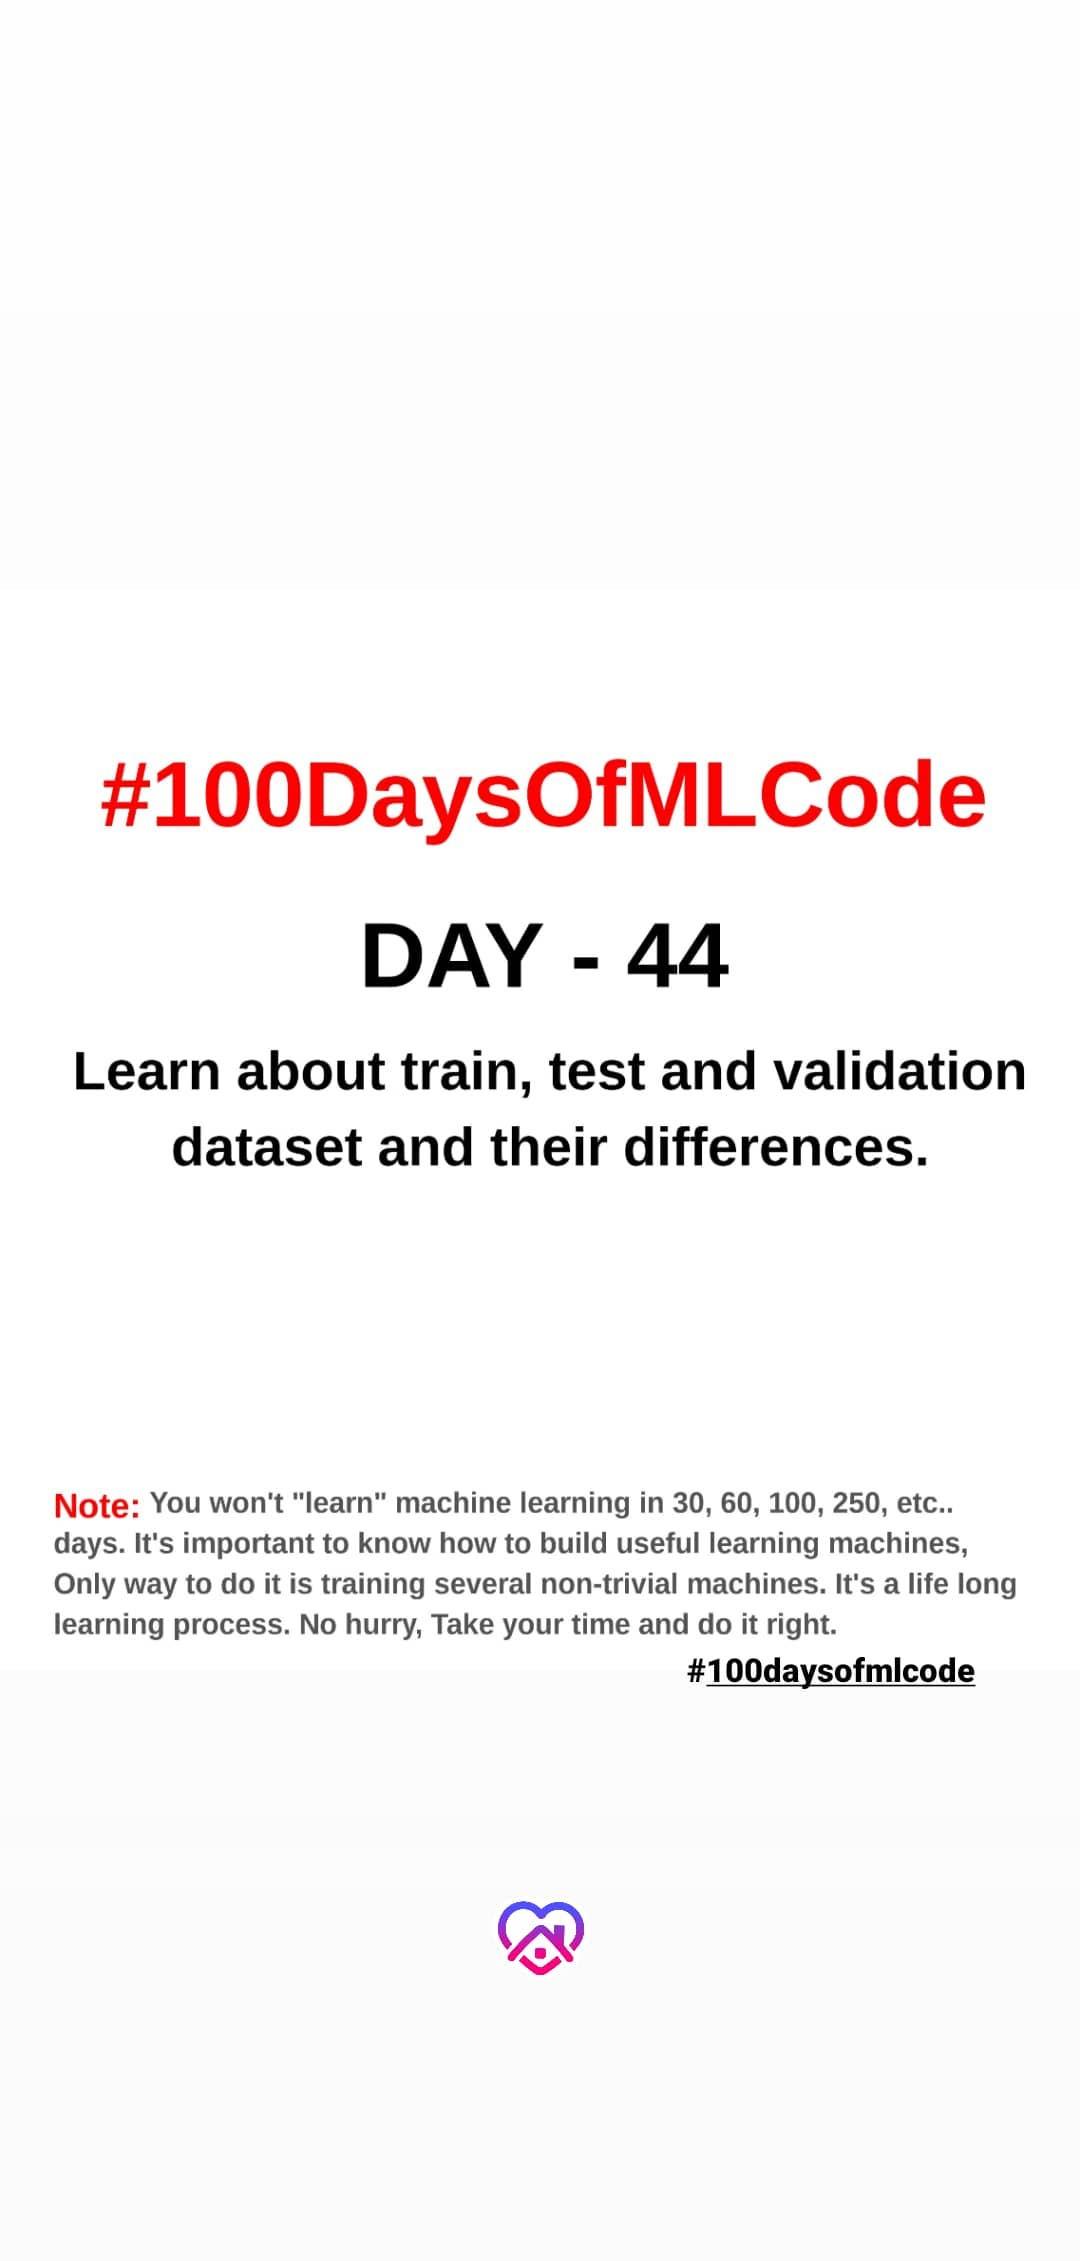 #100DaysOfMLCode
DAY - 44
Learn about train, test and validation
dataset and their differences.
Note: You won't "learn" machine learning in 30, 60, 100, 250, etc..
days. It's important to know how to build useful learning machines,
Only way to do it is training several non-trivial machines. It's a life long
learning process. No hurry, Take your time and do it right.
#100daysofmlcode